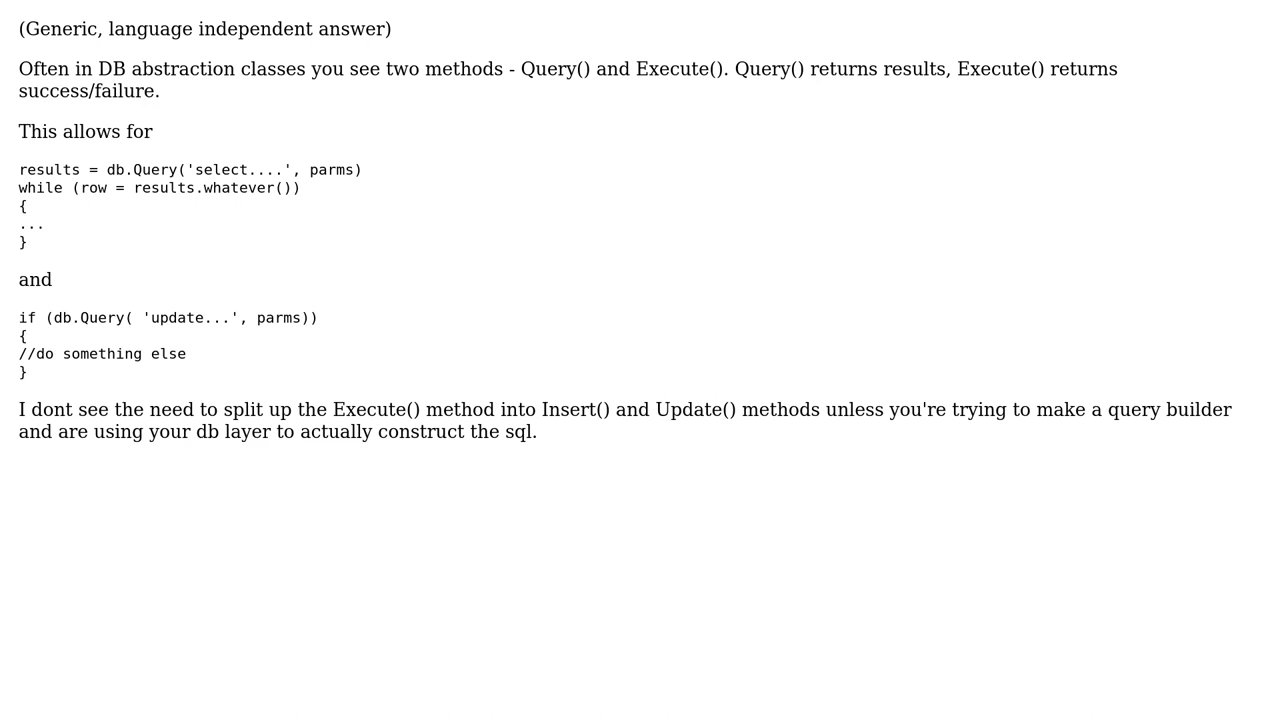 (Generic, language independent answer)
Often in DB abstraction classes you see two methods - Query() and Execute(). Query() returns results, Execute() returns
success/failure.
This allows for
results = db.Query('select....', parms)
while (row = results.whatever())
{
...
}
and
if (db.Query( 'update...', parms))
{
//do something else
}
I dont see the need to split up the Execute() method into Insert() and Update() methods unless you're trying to make a query builder
and are using your db layer to actually construct the sql.